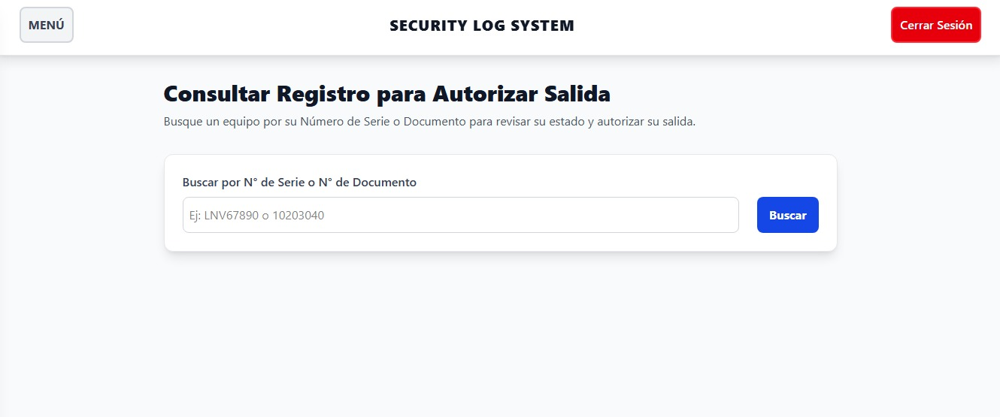 MENÚ
SECURITY LOG SYSTEM
Cerrar Sesión
Consultar Registro para Autorizar Salida
Busque un equipo por su Número de Serie o Documento para revisar su estado y autorizar su salida.
Buscar por N° de Serie o N° de Documento
Ej: LNV67890 o 10203040
Buscar